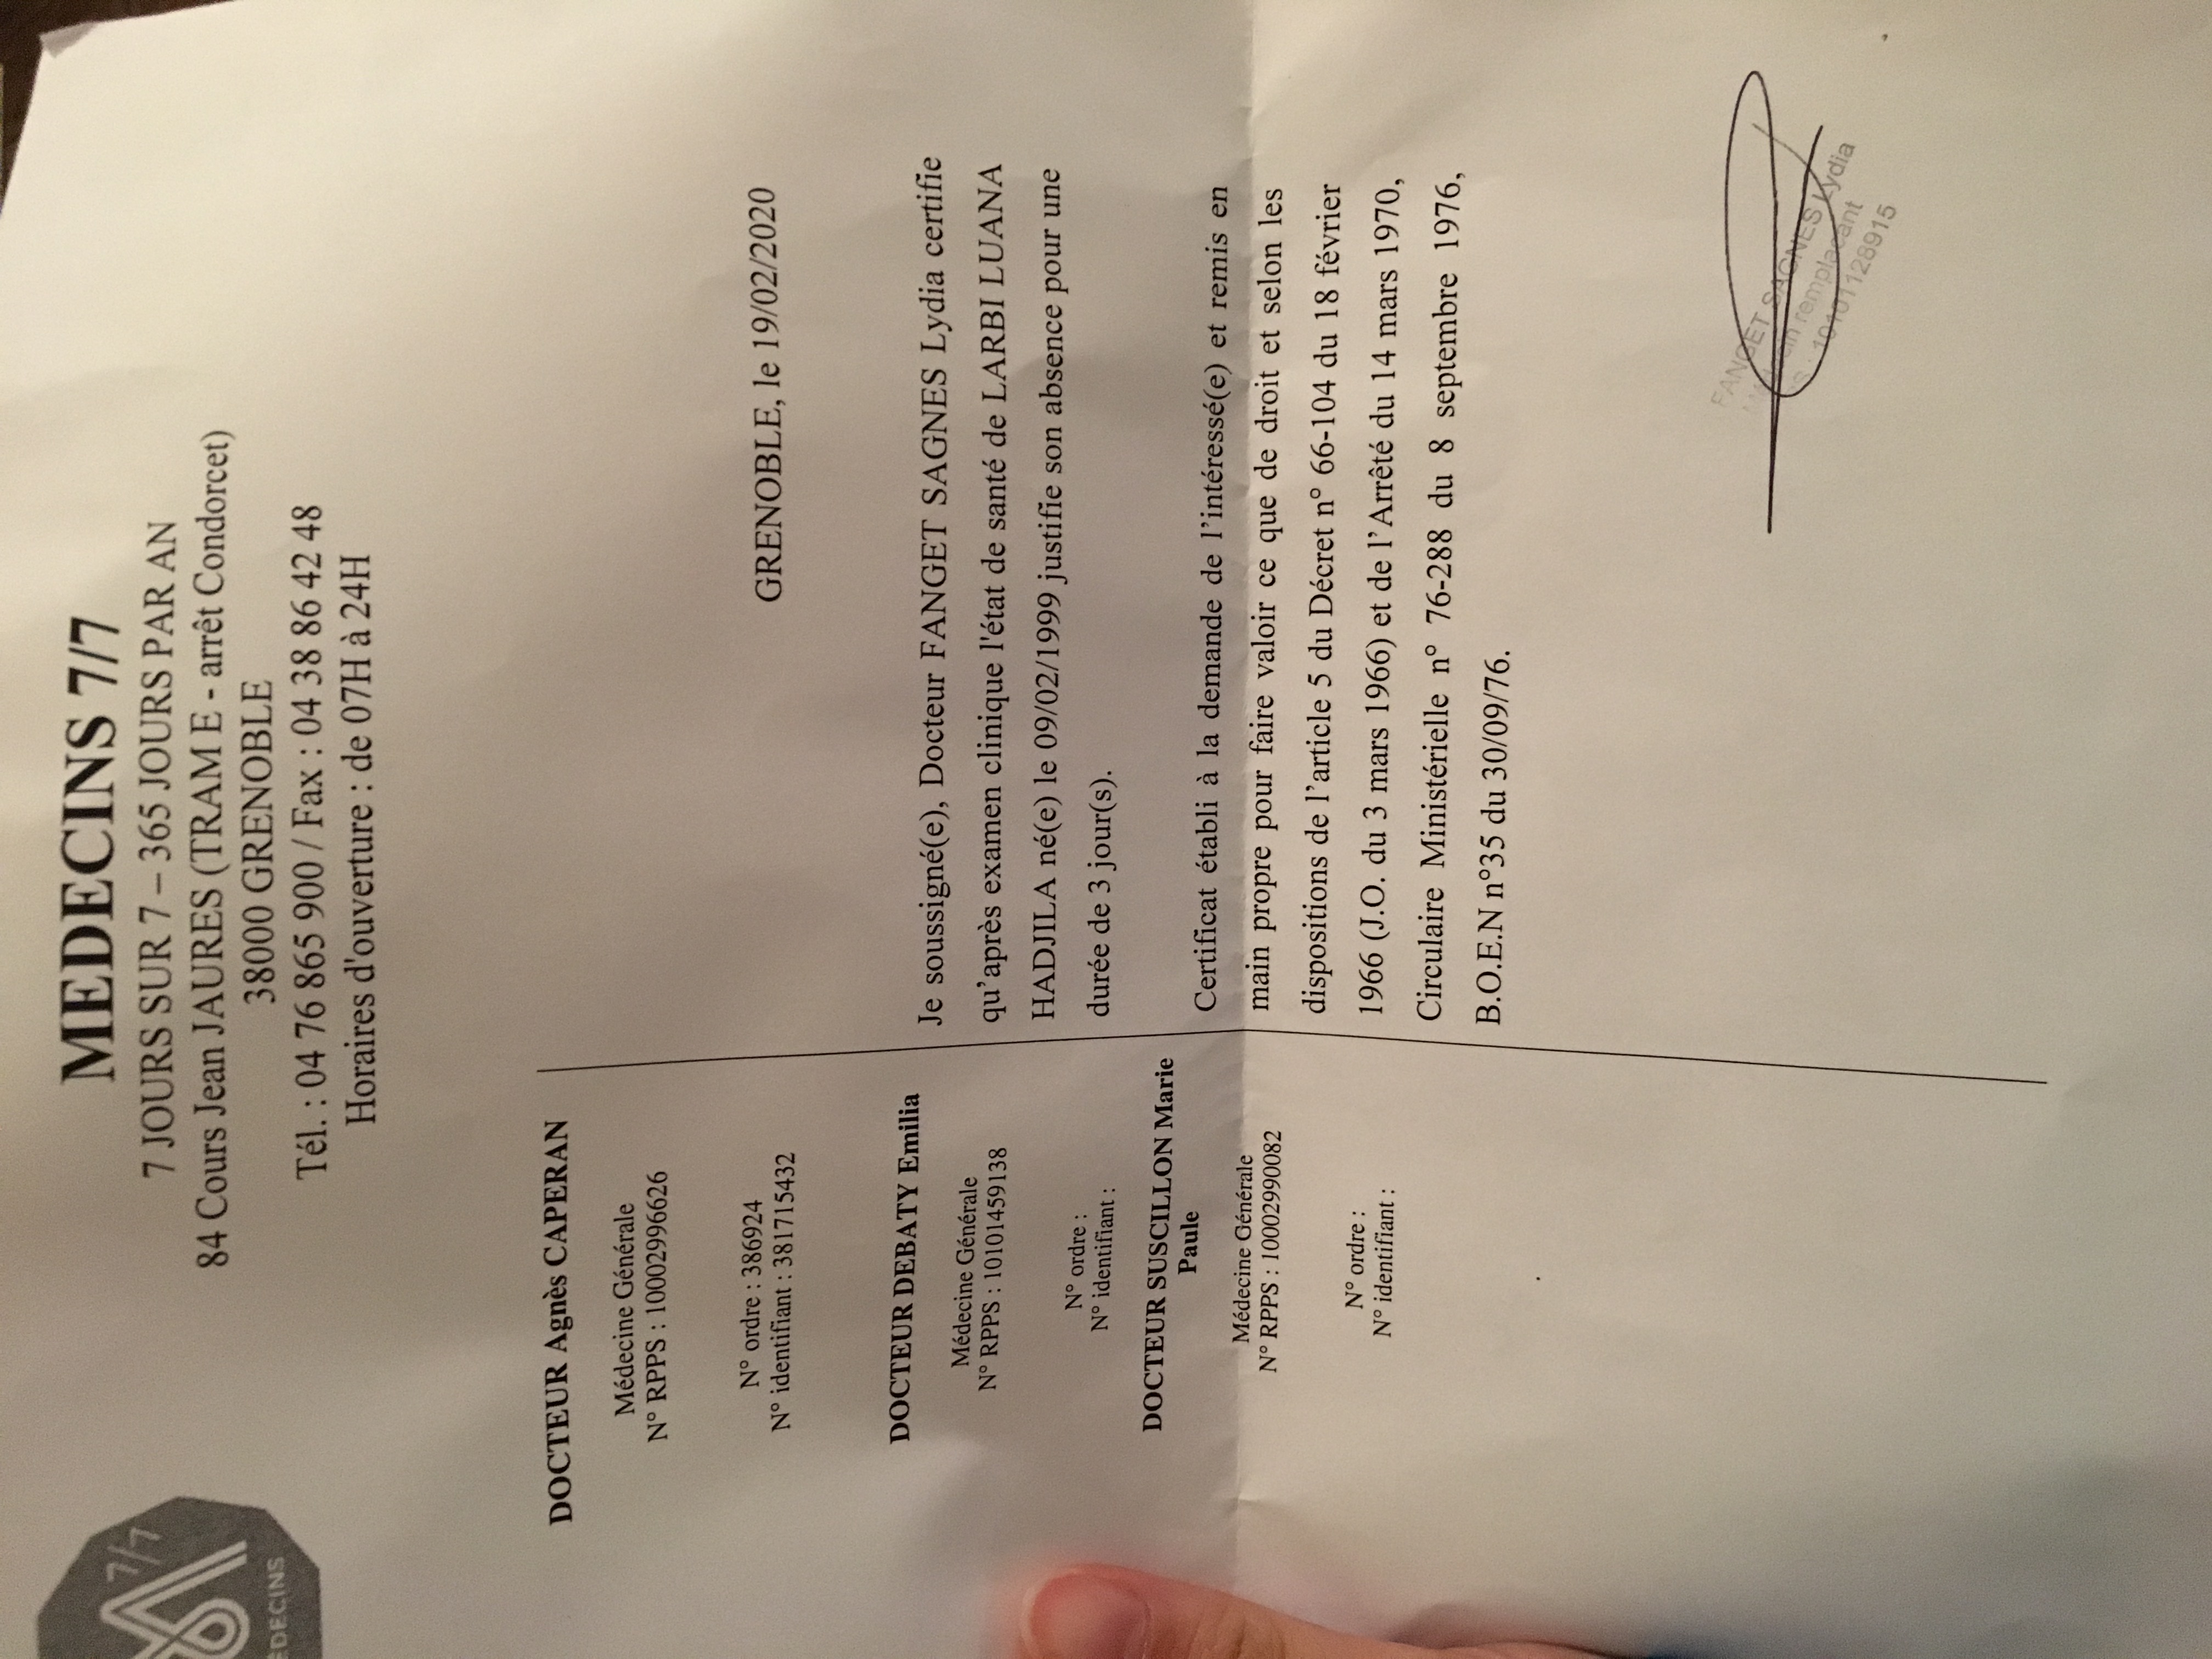 7/7
MEDECINS 7/7
7 JOURS SUR 7 – 365 JOURS PAR AN
84 Cours Jean JAURES (TRAM E - arrêt Condorcet)
38000 GRENOBLE
Tél. : 04 76 865 900 / Fax : 04 38 86 42 48
Horaires d'ouverture : de 07H à 24H
ÉDECINS
DOCTEUR Agnès CAPERAN
Médecine Générale
N° RPPS : 10002996626
N° ordre : 386924
N° identifiant : 381715432
DOCTEUR DEBATY Emilia
Médecine Générale
N° RPPS : 10101459138
N° ordre :
N° identifiant :
DOCTEUR SUSCILLON Marie
Paule
Médecine Générale
N° RPPS : 10002990082
N° ordre :
N° identifiant :
GRENOBLE, le 19/02/2020
Je soussigné(e), Docteur FANGET SAGNES Lydia certifie
qu’après examen clinique l'état de santé de LARBI LUANA
HADJILA né(e) le 09/02/1999 justifie son absence pour une
durée de 3 jour(s).
Certificat établi à la demande de l’intéressé(e) et remis en
main propre pour faire valoir ce que de droit et selon les
dispositions de l’article 5 du Décret n° 66-104 du 18 février
1966 (J.O. du 3 mars 1966) et de l’Arrêté du 14 mars 1970,
Circulaire Ministérielle n° 76-288 du 8 septembre 1976,
B.O.E.N n°35 du 30/09/76.
FANGET SAGNES Lydia
Médecin remplaçant
10101128915